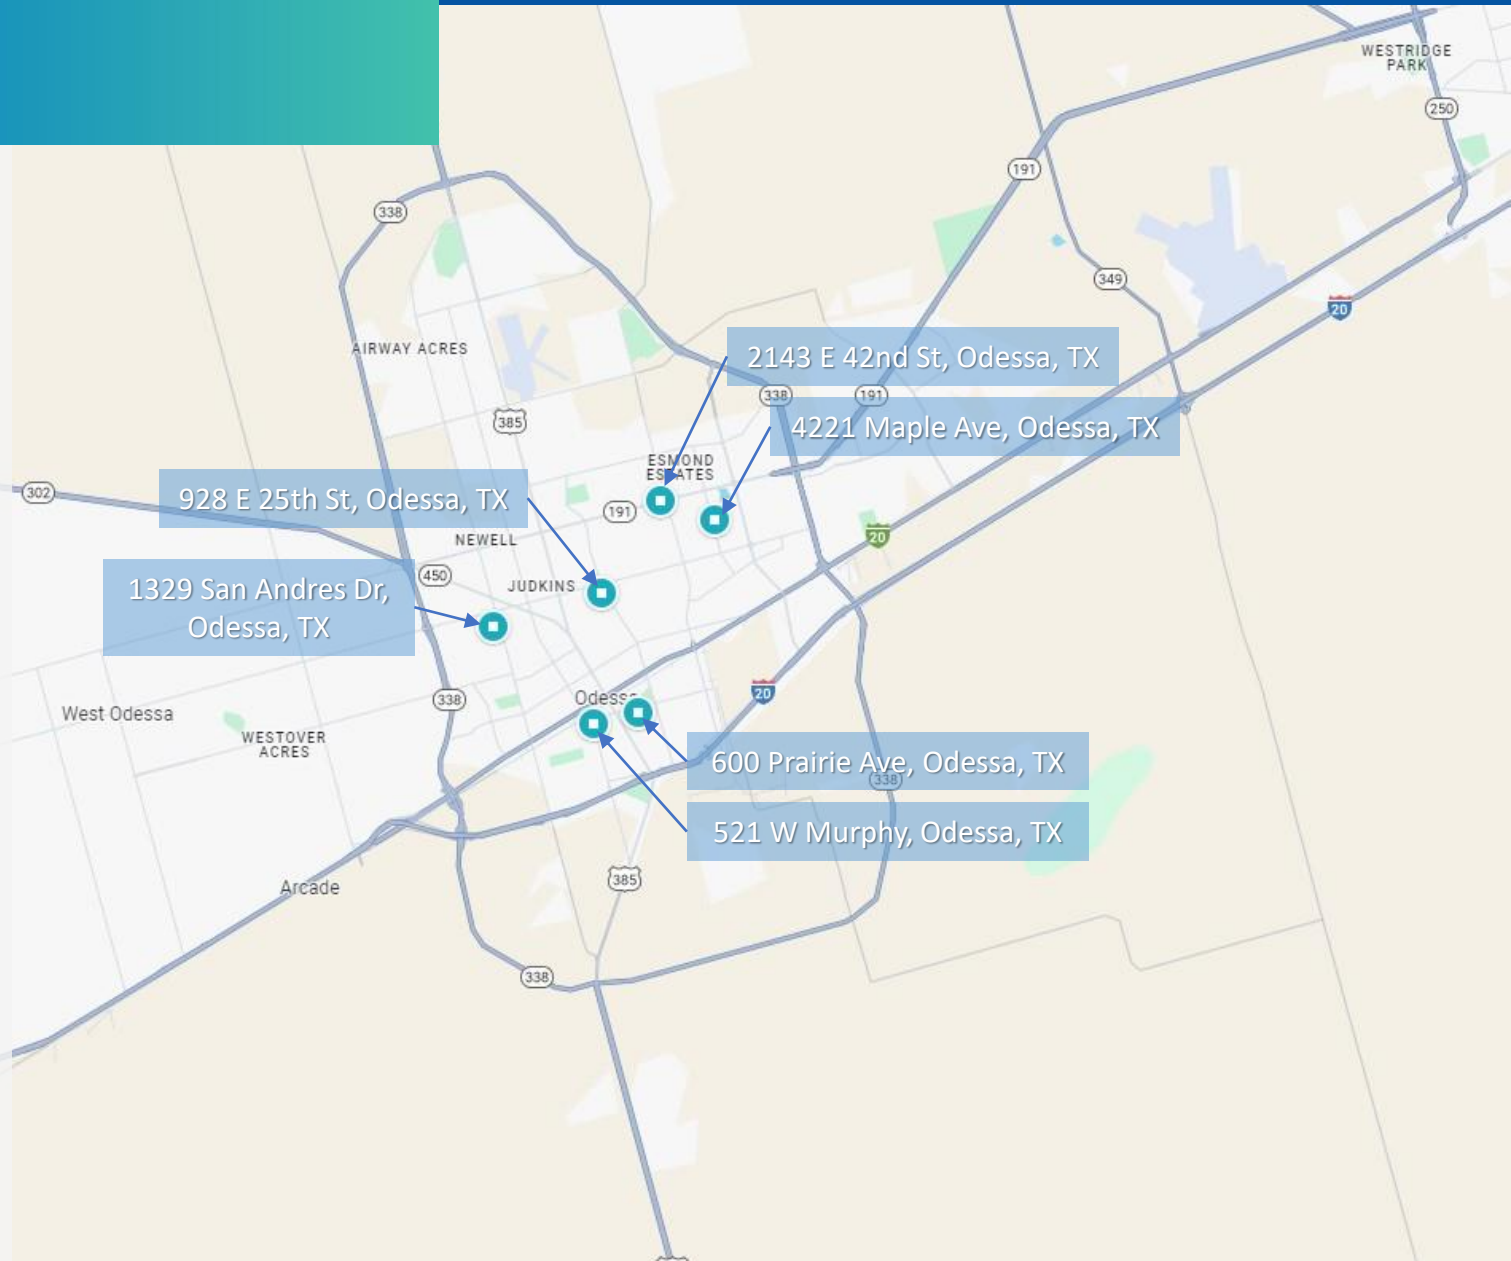 WESTRIDGE
PARK
250
191
338
349
20
AIRWAY ACRES
2143 E 42nd St, Odessa, TX
338
191
385
4221 Maple Ave, Odessa, TX
ESMOND
ESTATES
928 E 25th St, Odessa, TX
302
191
20
NEWELL
450
JUDKINS
1329 San Andres Dr,
Odessa, TX
338
20
Odessa
West Odessa
WESTOVER
ACRES
600 Prairie Ave, Odessa, TX
338
521 W Murphy, Odessa, TX
385
Arcade
338